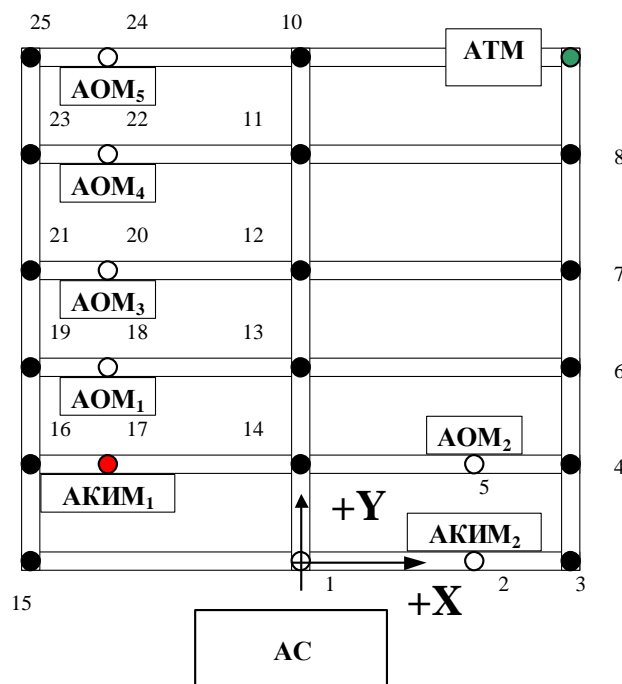 25 24 10
АТМ
АОМ₅
23 22 11
8
АОМ₄
21 20 12
7
АОМ₃
19 18 13
6
АОМ₁
16 17 14
АОМ₂
4
5
АКИМ₁
+Y
АКИМ₂
15 1 2 3
+X
АС